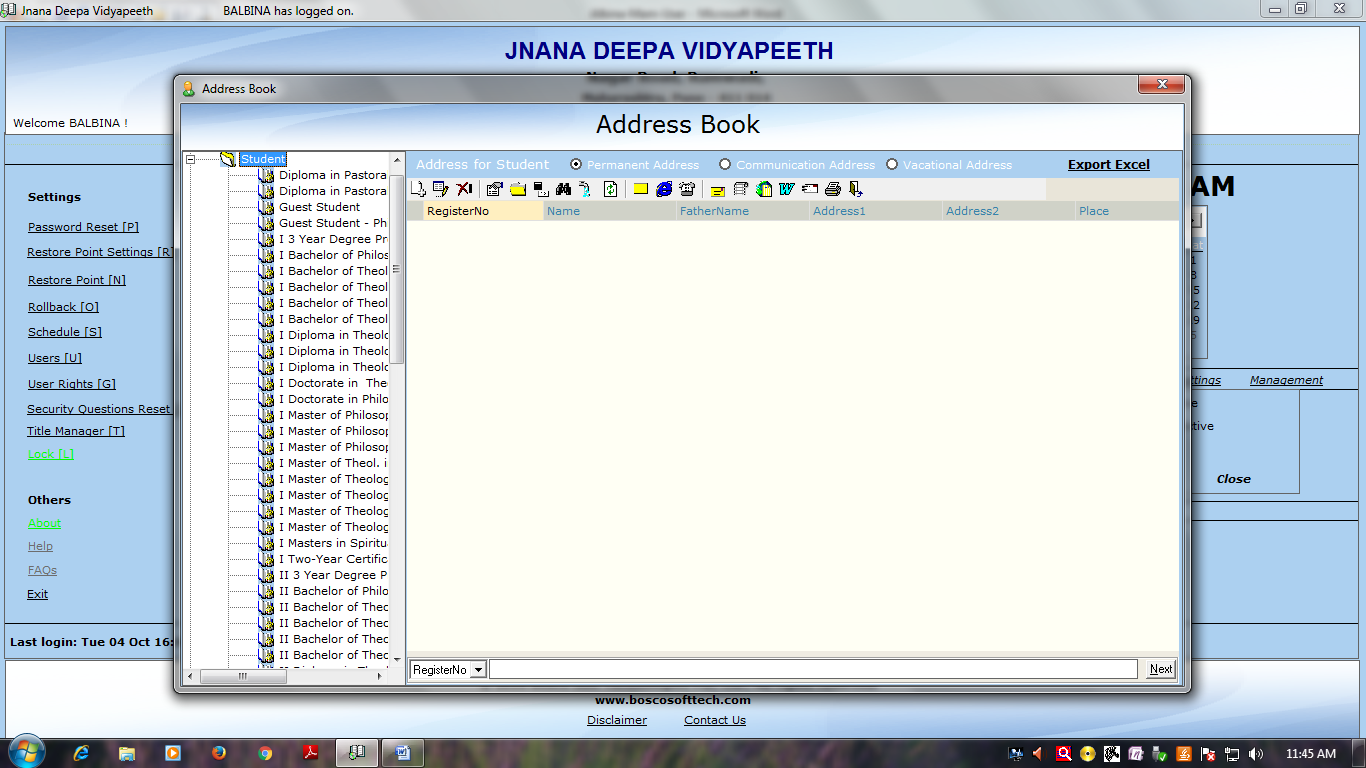 Jnana Deepa Vidyapeeth BALBINA has logged on.
JNANA DEEPA VIDYAPEETH
Address Book
Welcome BALBINA !
Address Book
Settings
Password Reset [P]
Restore Point Settings [R
Restore Point [N]
Rollback [O]
Schedule [S]
Users [U]
User Rights [G]
Security Questions Reset
Title Manager [T]
Lock [L]
Others
About
Help
FAQs
Exit
Last login: Tue 04 Oct 16:
Student
Diploma in Pastora
Diploma in Pastora
Guest Student
Guest Student - Ph
I 3 Year Degree Pr
I Bachelor of Philos
I Bachelor of Theol
I Bachelor of Theol
I Bachelor of Theol
I Bachelor of Theol
I Diploma in Theolo
I Diploma in Theolo
I Diploma in Theolo
I Doctorate in The
I Doctorate in Philo
I Master of Philosop
I Master of Philosop
I Master of Philosop
I Master of Theol. i
I Master of Theolog
I Master of Theolog
I Master of Theolog
I Master of Theolog
I Masters in Spiritu
I Two-Year Certific
II 3 Year Degree P
II Bachelor of Philo
II Bachelor of Theo
II Bachelor of Theo
II Bachelor of Theo
II Bachelor of Theo
Address for Student Permanent Address Communication Address Vacational Address Export Excel
RegisterNo Name FatherName Address1 Address2 Place
RegisterNo Next
AM
ttings Management
Close
www.boscosofttech.com
Disclaimer Contact Us
11:45 AM